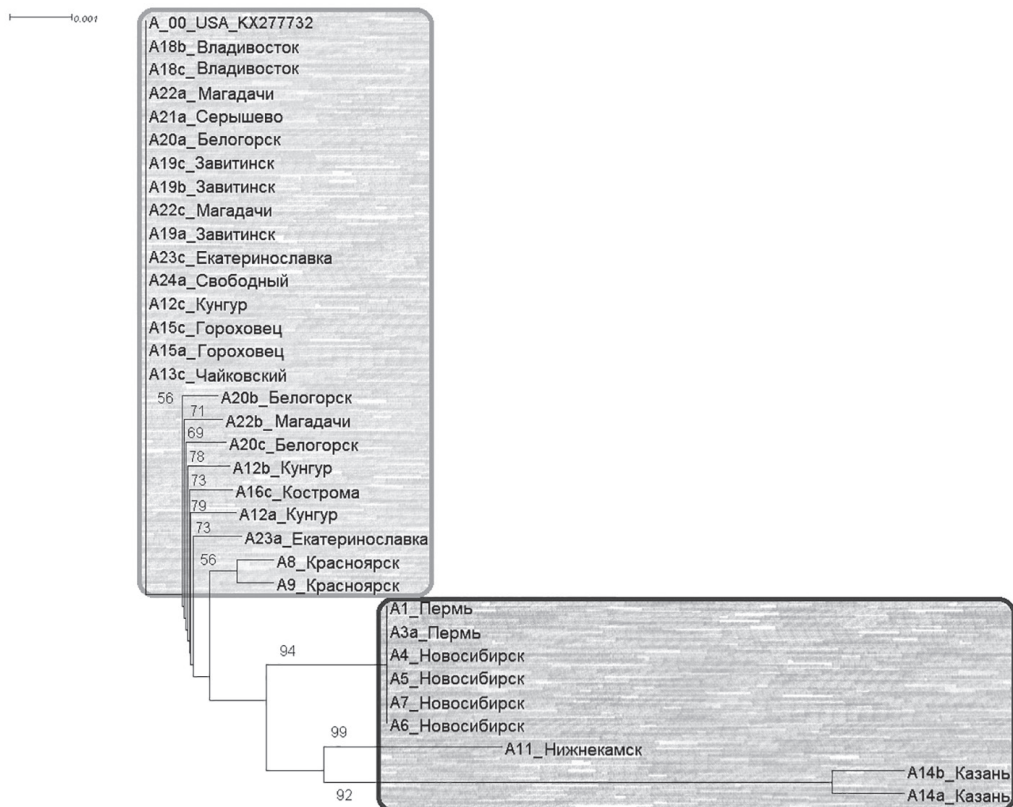 0.001
A_00_USA_KX277732
A18b_Владивосток
A18c_Владивосток
A22a_Магадачи
A21a_Серышево
A20a_Белогорск
A19c_Завитинск
A19b_Завитинск
A22c_Магадачи
A19a_Завитинск
A23c_Екатеринославка
A24a_Свободный
A12c_Кунгур
A15c_Гороховец
A15a_Гороховец
A13c_Чайковский
56
A20b_Белогорск
71
A22b_Магадачи
69
A20c_Белогорск
78
A12b_Кунгур
73
A16c_Кострома
79
A12a_Кунгур
73
A23a_Екатеринославка
56
A8_Красноярск
A9_Красноярск
A1_Пермь
A3a_Пермь
94
A4_Новосибирск
A5_Новосибирск
A7_Новосибирск
A6_Новосибирск
99
A11_Нижнекамск
A14b_Казань
92
A14a_Казань